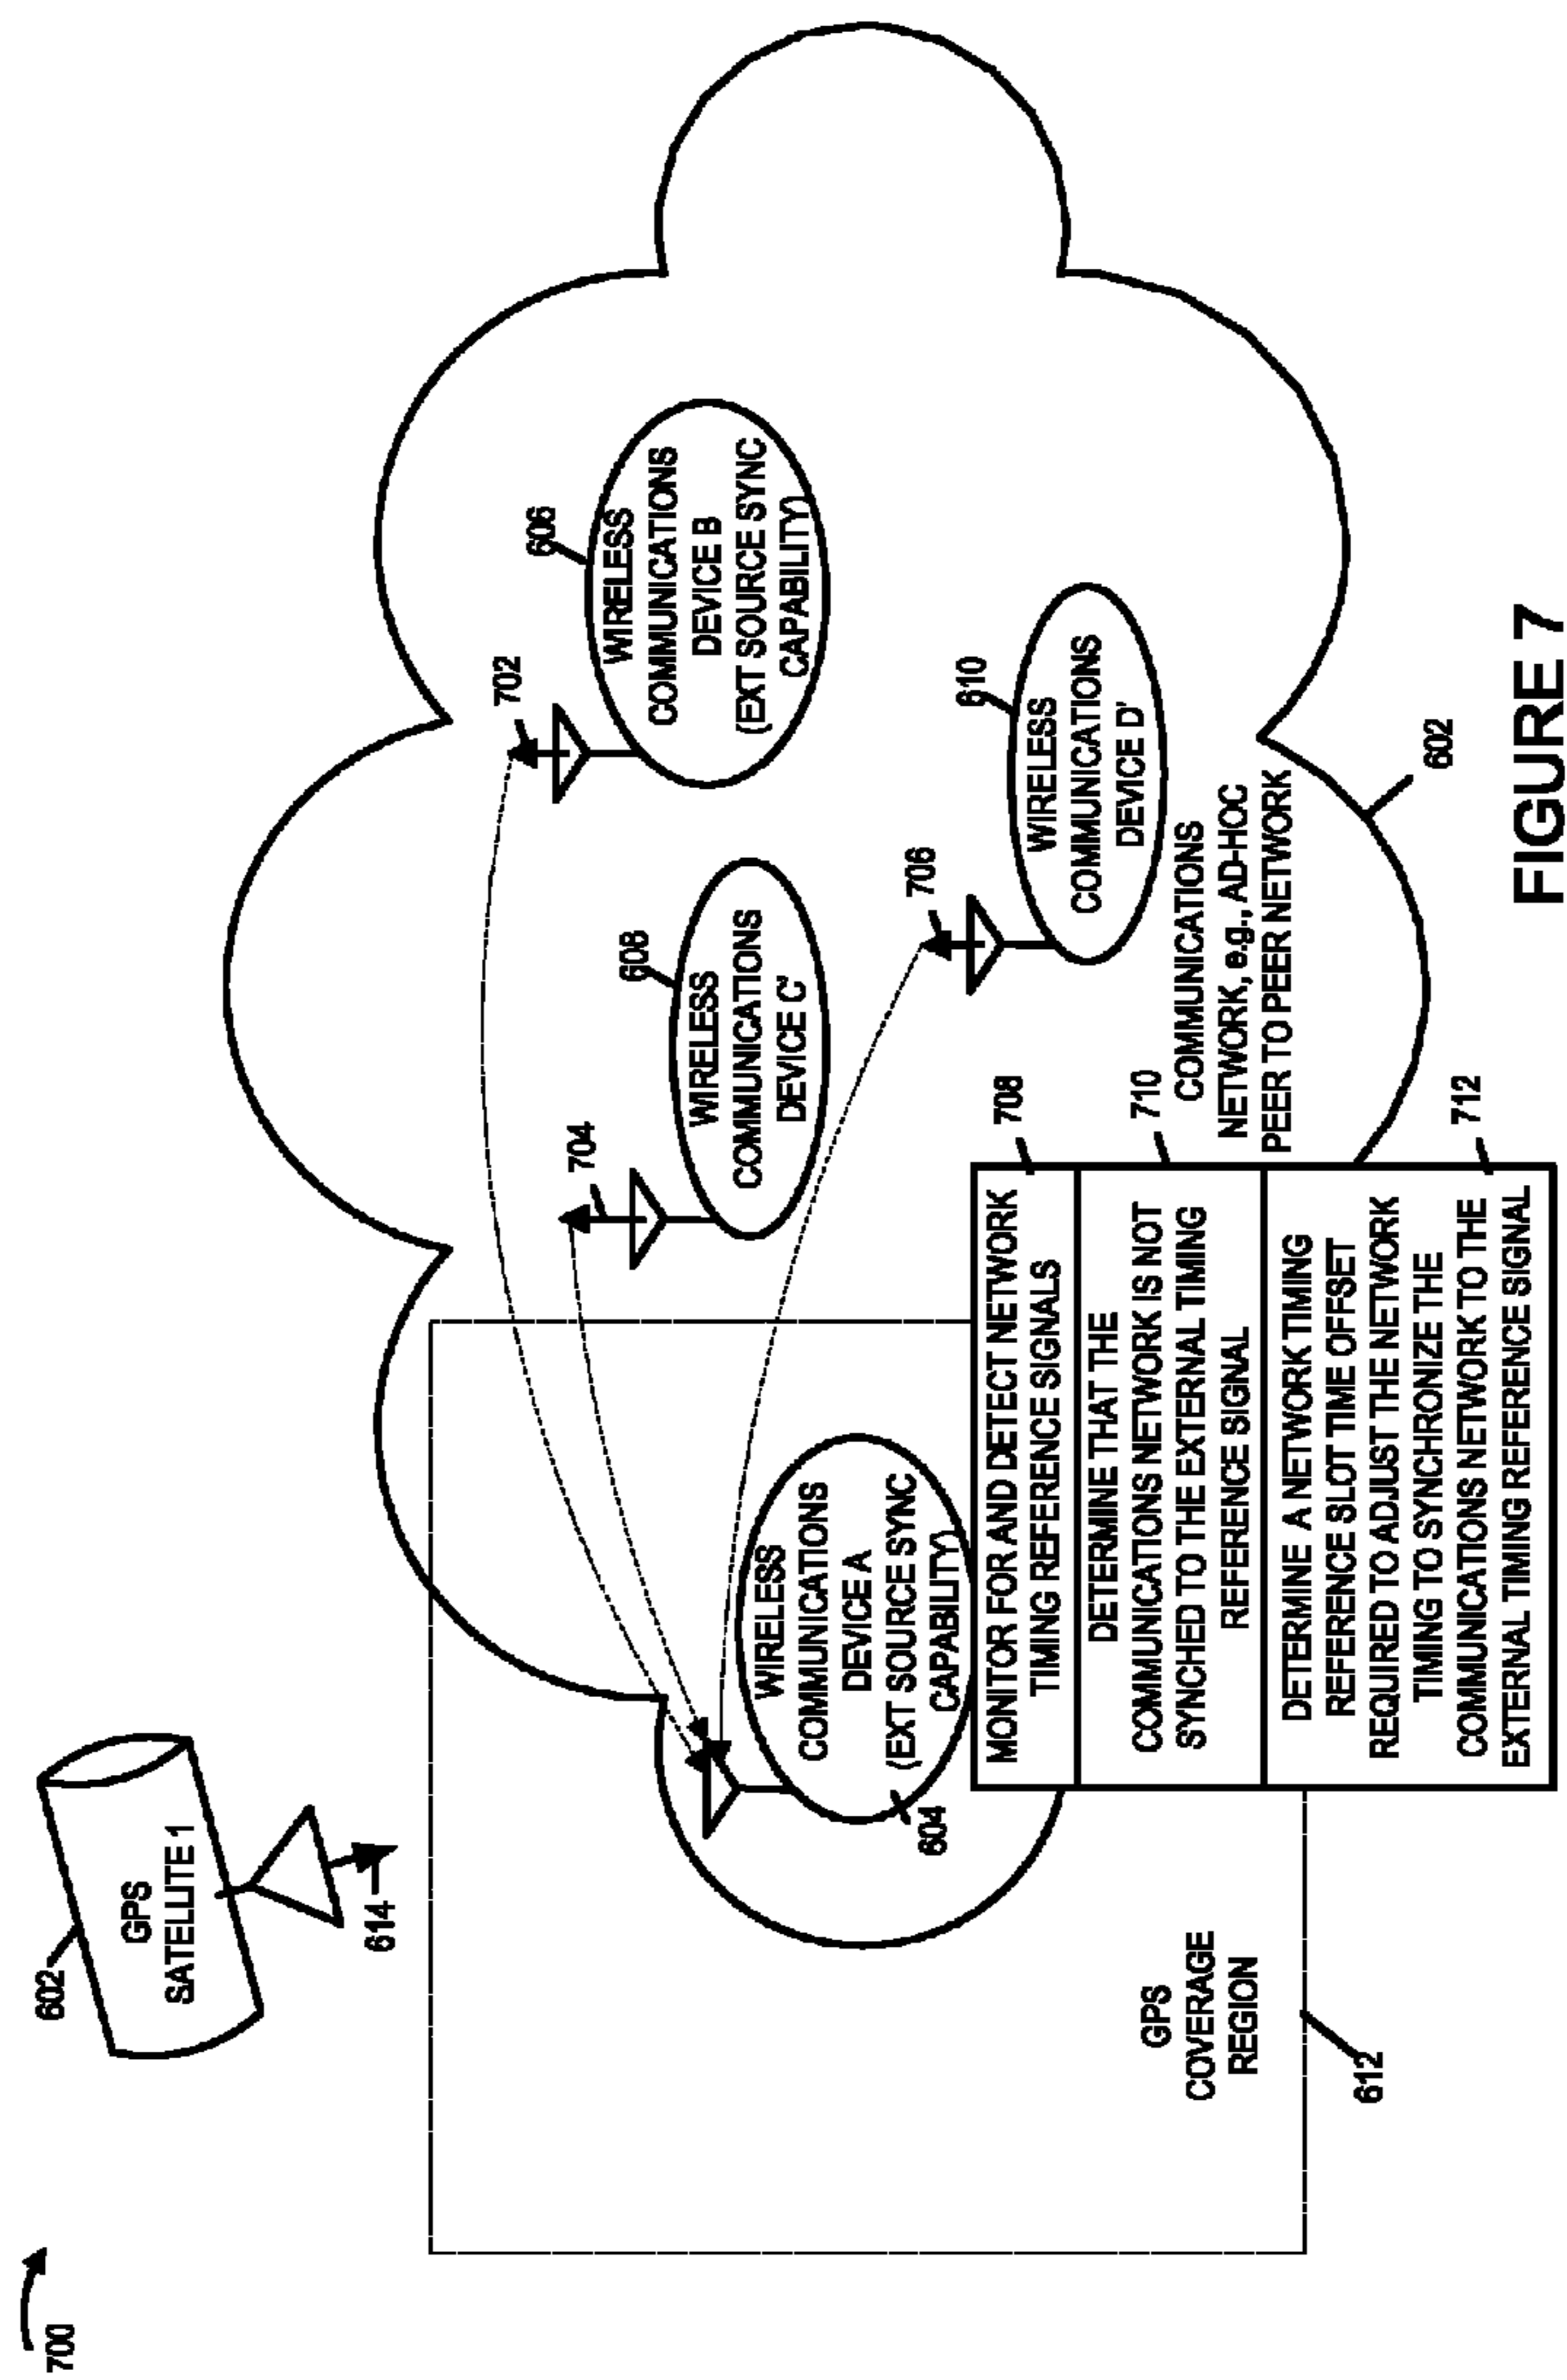 700
602
GPS
SATELLITE 1
614
702
606
WIRELESS
COMMUNICATIONS
DEVICE B
(EXT SOURCE SYNC
CAPABILITY)
704
608
WIRELESS
COMMUNICATIONS
DEVICE C'
706
610
WIRELESS
COMMUNICATIONS
DEVICE D'
WIRELESS
COMMUNICATIONS
DEVICE A
(EXT SOURCE SYNC
CAPABILITY)
604
MONITOR FOR AND DETECT NETWORK
TIMING REFERENCE SIGNALS
708
DETERMINE THAT THE
COMMUNICATIONS NETWORK IS NOT
SYNCHED TO THE EXTERNAL TIMING
REFERENCE SIGNAL
710
DETERMINE A NETWORK TIMING
REFERENCE SLOT TIME OFFSET
REQUIRED TO ADJUST THE NETWORK
TIMING TO SYNCHRONIZE THE
COMMUNICATIONS NETWORK TO THE
EXTERNAL TIMING REFERENCE SIGNAL
712
COMMUNICATIONS
NETWORK, e.g., AD-HOC
PEER TO PEER NETWORK
602
GPS
COVERAGE
REGION
612
FIGURE 7